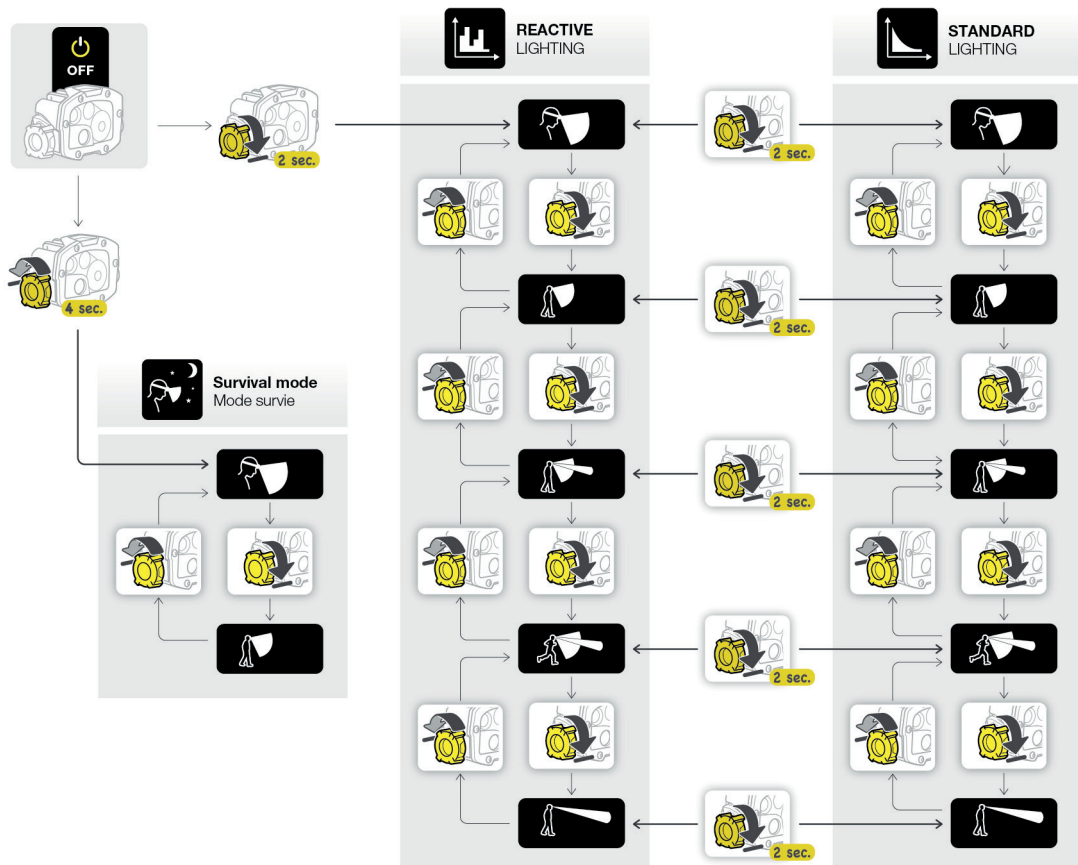 OFF
2 sec.
4 sec.
REACTIVE
LIGHTING
STANDARD
LIGHTING
2 sec.
2 sec.
Survival mode
Mode survie
2 sec.
2 sec.
2 sec.